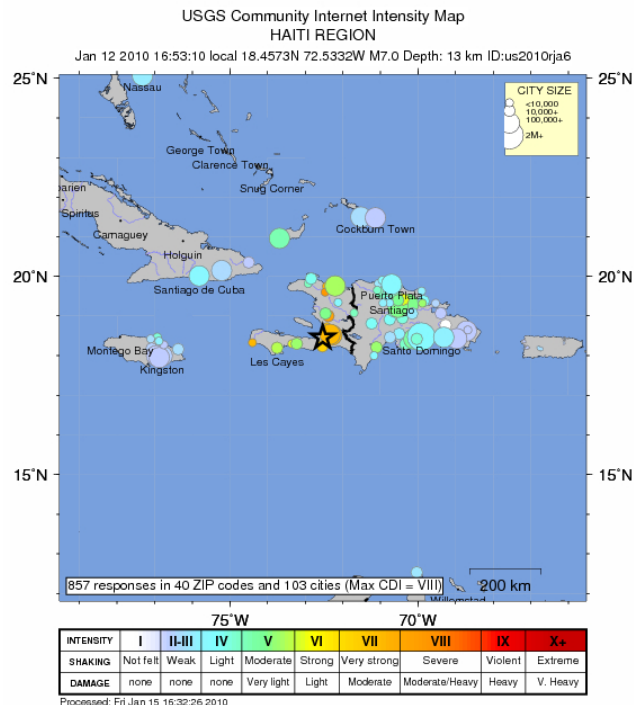 USGS Community Internet Intensity Map
HAITI REGION
Jan 12 2010 16:53:10 local 18.4573N 72.5332W M7.0 Depth: 13 km ID:us2010rja6
25°N
25°N
Nassau
CITY SIZE
<10,000
10,000+
100,000+
2M+
George Town
Clarence Town
Snug Corner
Spiritus
Cockburn Town
Camaguey
Holguin
20°N
20°N
Santiago de Cuba
Puerto Plata
Santiago
Montego Bay
Les Cayes
Santo Domingo
Kingston
15°N
15°N
857 responses in 40 ZIP codes and 103 cities (Max CDI = VIII)
200 km
75°W
70°W
INTENSITY I II-III IV V VI VII VIII IX X+
SHAKING Not felt Weak Light Moderate Strong Very strong Severe Violent Extreme
DAMAGE none none none Very light Light Moderate Moderate/Heavy Heavy V. Heavy
Processed: Fri Jan 15 16:32:26 2010